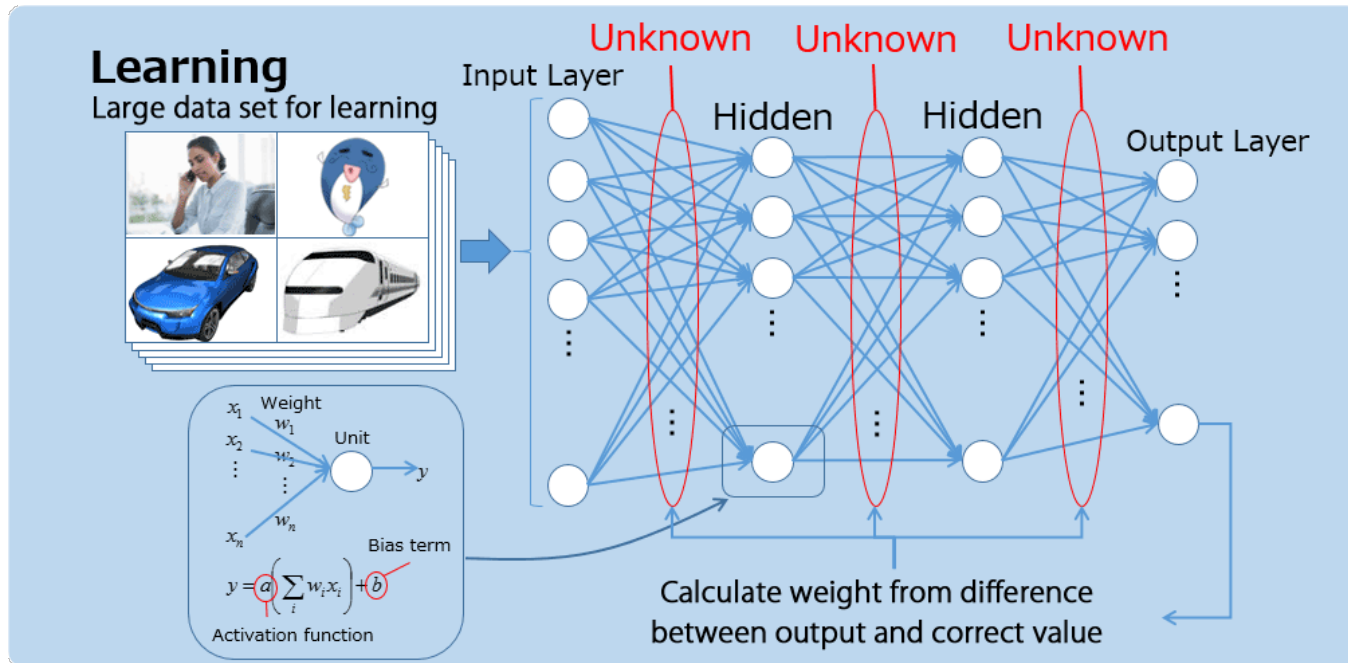 Learning
Large data set for learning
Unknown
Unknown
Unknown
Input Layer
Hidden
Hidden
Output Layer
⋮
⋮
⋮
⋮
⋮
⋮
⋮
x₁
Weight
w₁
Unit
x₂
w₂
⋮
⋮
y
xₙ
wₙ
Bias term
y = a(∑ᵢ wᵢxᵢ) + b
Activation function
Calculate weight from difference
between output and correct value